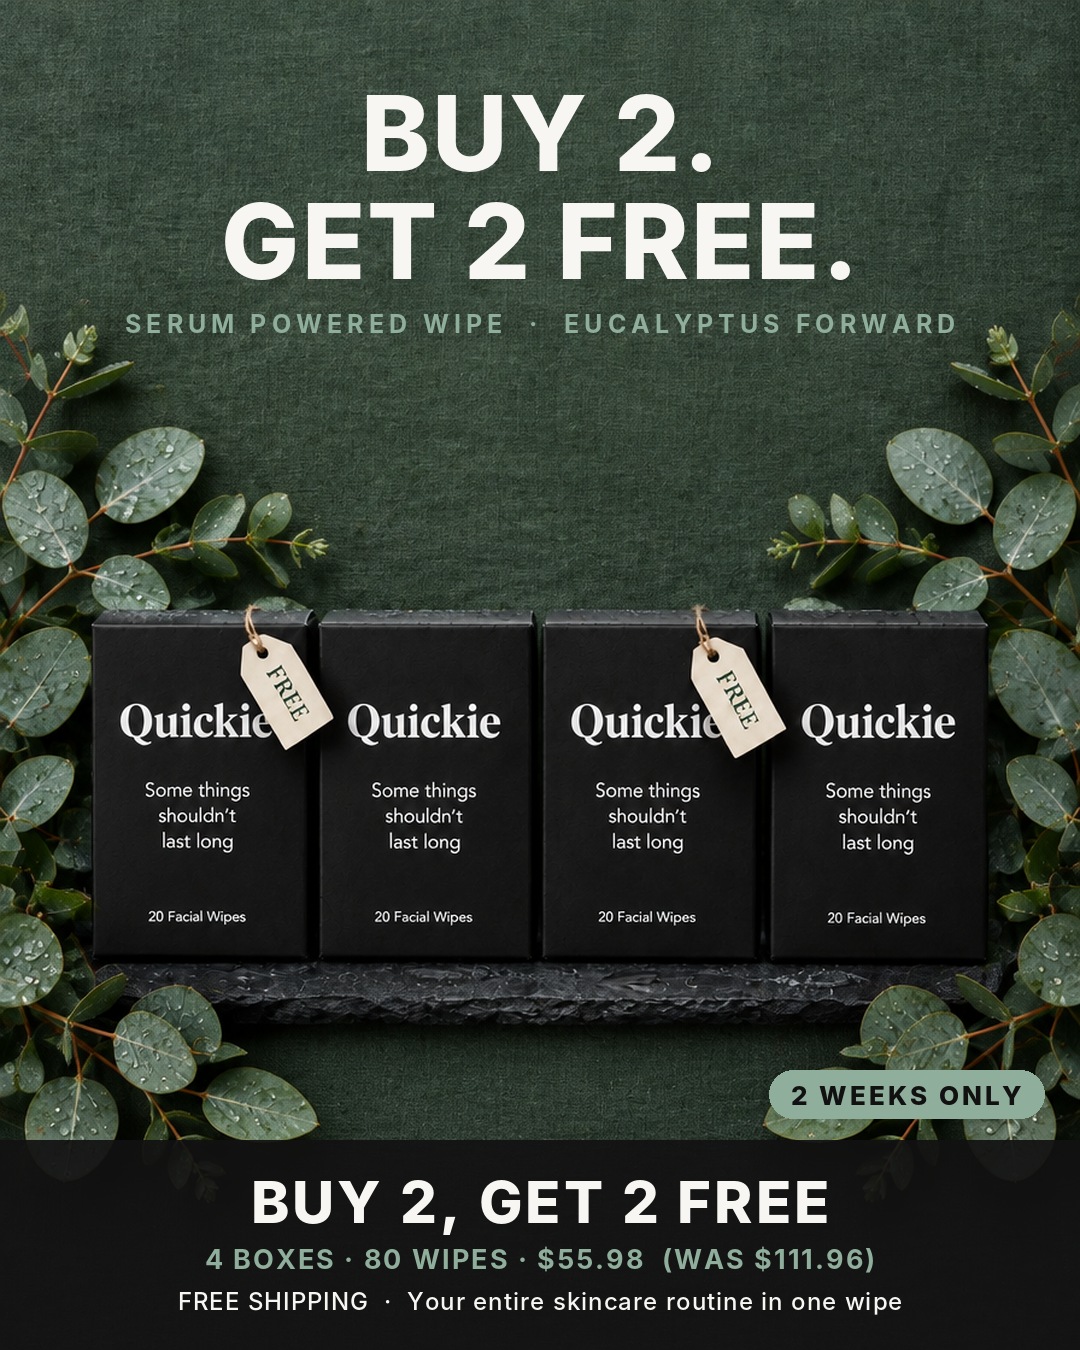 BUY 2.
GET 2 FREE.
SERUM POWERED WIPE · EUCALYPTUS FORWARD
FREE
FREE
Quickie
Some things
shouldn't
last long
20 Facial Wipes
Quickie
Some things
shouldn't
last long
20 Facial Wipes
Quickie
Some things
shouldn't
last long
20 Facial Wipes
Quickie
Some things
shouldn't
last long
20 Facial Wipes
2 WEEKS ONLY
BUY 2, GET 2 FREE
4 BOXES · 80 WIPES · $55.98 (WAS $111.96)
FREE SHIPPING · Your entire skincare routine in one wipe